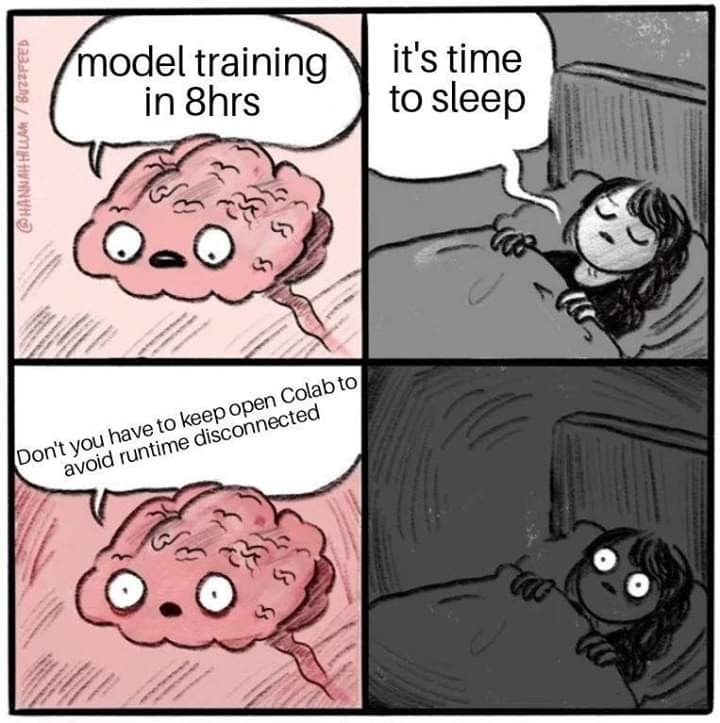 @HANNAHHILLAM / BUZZFEED
model training
in 8hrs
it's time
to sleep
Don't you have to keep open Colab to
avoid runtime disconnected